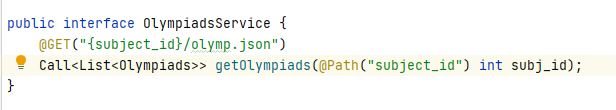 public interface OlympiadsService {
    @GET("{subject_id}/olymp.json")
    Call<List<Olympiads>> getOlympiads(@Path("subject_id") int subj_id);
}